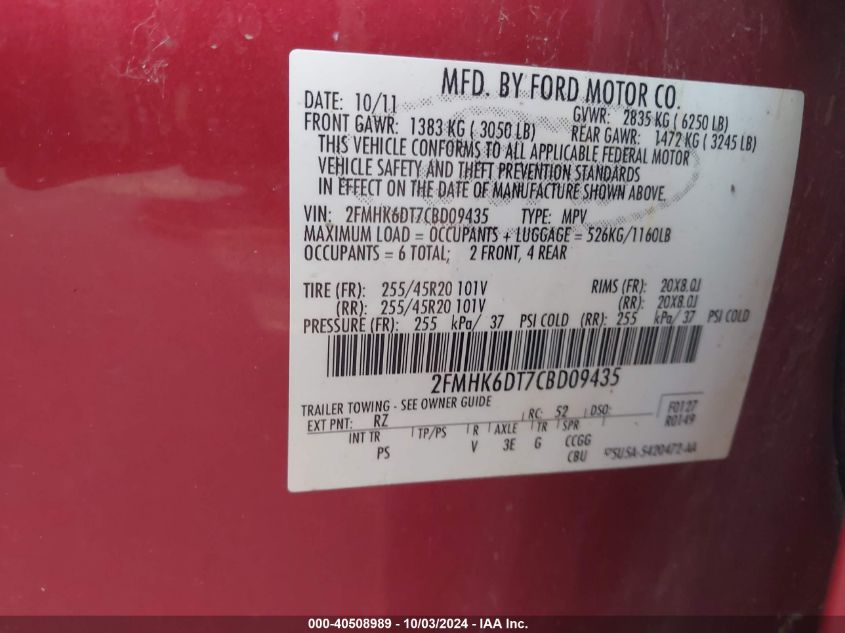 MFD. BY FORD MOTOR CO.
DATE: 10/11 GVWR: 2835 KG ( 6250 LB)
FRONT GAWR: 1383 KG ( 3050 LB) REAR GAWR: 1472 KG ( 3245 LB)
THIS VEHICLE CONFORMS TO ALL APPLICABLE FEDERAL MOTOR
VEHICLE SAFETY AND THEFT PREVENTION STANDARDS
IN EFFECT ON THE DATE OF MANUFACTURE SHOWN ABOVE.
VIN: 2FMHK6DT7CBD09435 TYPE: MPV
MAXIMUM LOAD = OCCUPANTS + LUGGAGE = 526KG/1160LB
OCCUPANTS = 6 TOTAL; 2 FRONT, 4 REAR
TIRE (FR): 255/45R20 101V RIMS (FR): 20X8.0J
(RR): 255/45R20 101V (RR): 20X8.0J
PRESSURE (FR): 255 kPa/ 37 PSI COLD (RR): 255 kPa/ 37 PSI COLD
2FMHK6DT7CBD09435
TRAILER TOWING - SEE OWNER GUIDE
EXT PNT: RZ RC: 52 DSO: F0127
R0149
INT TR TP/PS R AXLE TR SPR
PS V 3E G CCGG
CBU
000-40508989 - 10/03/2024 - IAA Inc.